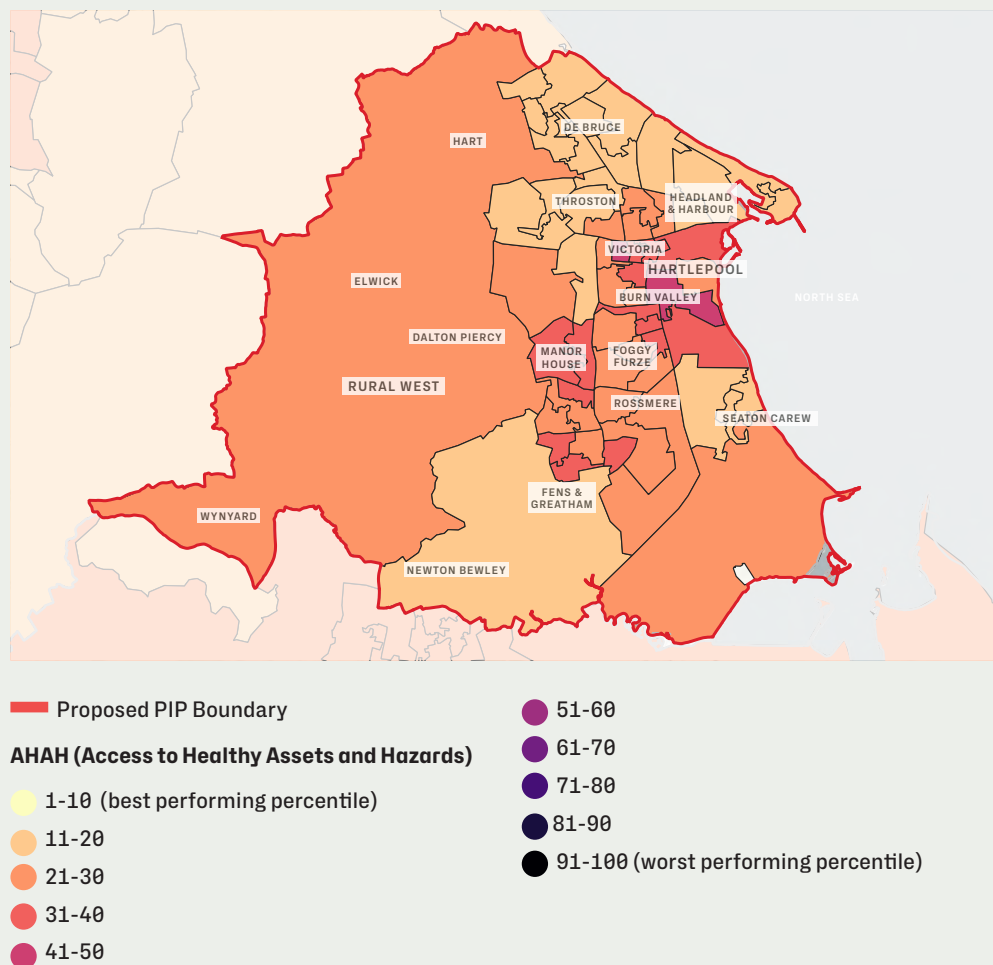 DE BRUCE
HART
THROSTON
HEADLAND
& HARBOUR
VICTORIA
HARTLEPOOL
ELWICK
BURN VALLEY
NORTH SEA
DALTON PIERCY
MANOR
HOUSE
FOGGY
FURZE
RURAL WEST
ROSSMERE
SEATON CAREW
FENS &
GREATHAM
WYNYARD
NEWTON BEWLEY
Proposed PIP Boundary
AHAH (Access to Healthy Assets and Hazards)
1-10 (best performing percentile)
11-20
21-30
31-40
41-50
51-60
61-70
71-80
81-90
91-100 (worst performing percentile)